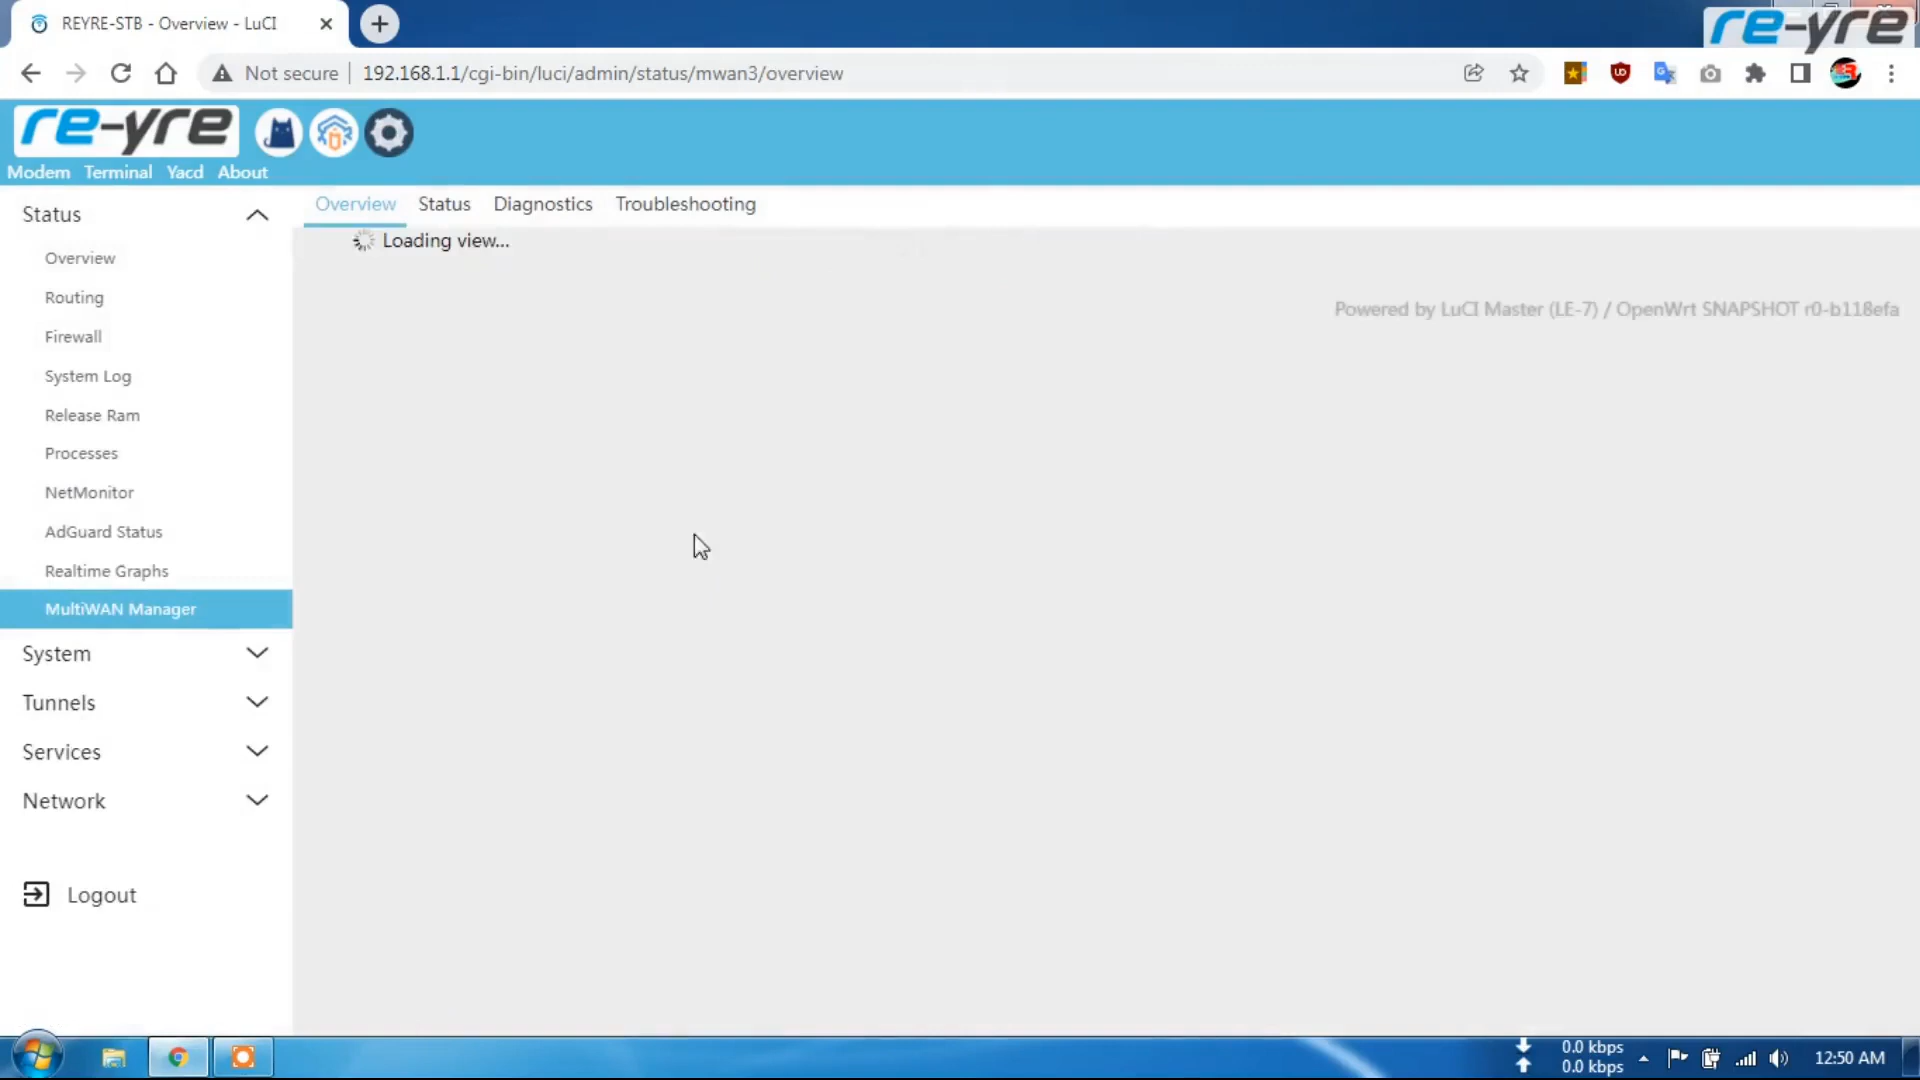 REYRE-STB - Overview - LuCI
re-yre
Not secure
192.168.1.1/cgi-bin/luci/admin/status/mwan3/overview
re-yre
Modem Terminal Yacd About
Status
Overview
Routing
Firewall
System Log
Release Ram
Processes
NetMonitor
AdGuard Status
Realtime Graphs
MultiWAN Manager
System
Tunnels
Services
Network
Logout
Overview Status Diagnostics Troubleshooting
Loading view...
Powered by LuCI Master (LE-7) / OpenWrt SNAPSHOT r0-b118efa
0.0 kbps
0.0 kbps
12:50 AM